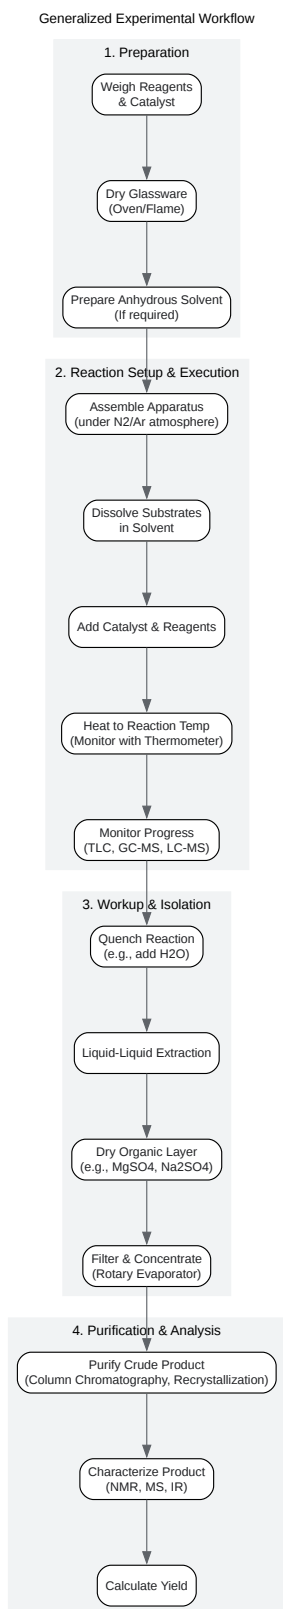 Generalized Experimental Workflow
1. Preparation
Weigh Reagents
& Catalyst
Dry Glassware
(Oven/Flame)
Prepare Anhydrous Solvent
(If required)
2. Reaction Setup & Execution
Assemble Apparatus
(under N2/Ar atmosphere)
Dissolve Substrates
in Solvent
Add Catalyst & Reagents
Heat to Reaction Temp
(Monitor with Thermometer)
Monitor Progress
(TLC, GC-MS, LC-MS)
3. Workup & Isolation
Quench Reaction
(e.g., add H2O)
Liquid-Liquid Extraction
Dry Organic Layer
(e.g., MgSO4, Na2SO4)
Filter & Concentrate
(Rotary Evaporator)
4. Purification & Analysis
Purify Crude Product
(Column Chromatography, Recrystallization)
Characterize Product
(NMR, MS, IR)
Calculate Yield